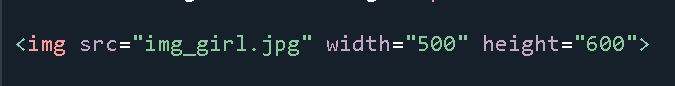 <img src="img_girl.jpg" width="500" height="600">